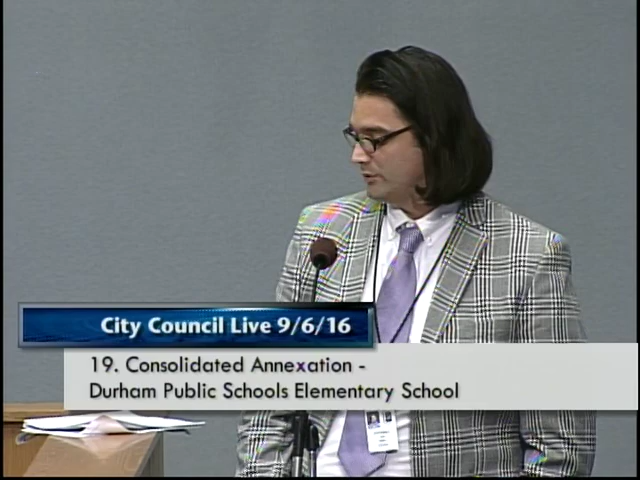 City Council Live 9/6/16
19. Consolidated Annexation -
Durham Public Schools Elementary School